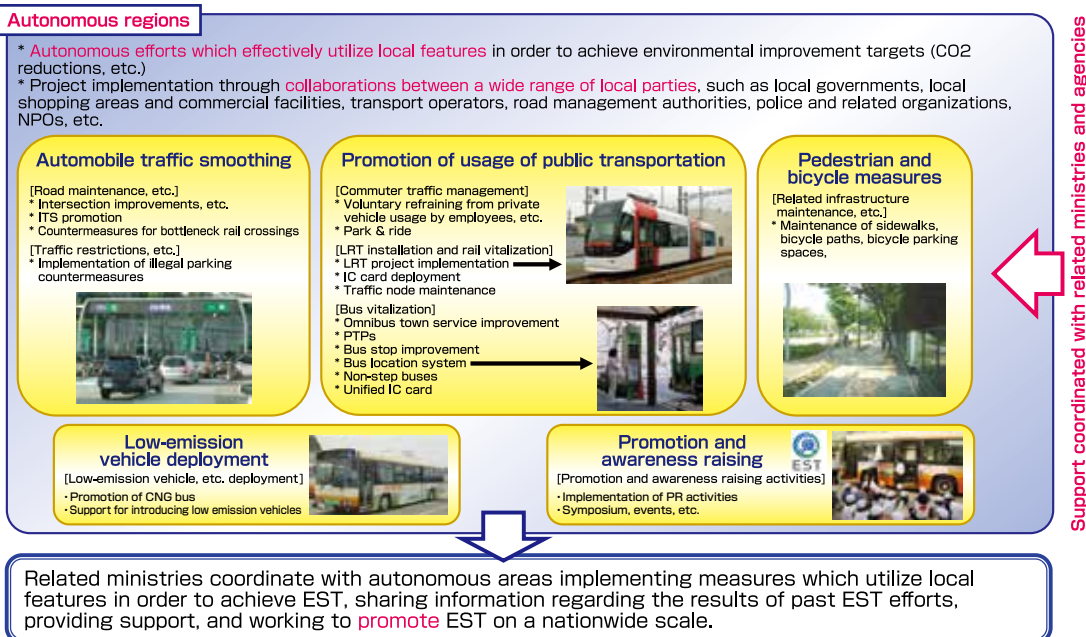 Autonomous regions
* Autonomous efforts which effectively utilize local features in order to achieve environmental improvement targets (CO2
reductions, etc.)
* Project implementation through collaborations between a wide range of local parties, such as local governments, local
shopping areas and commercial facilities, transport operators, road management authorities, police and related organizations,
NPOs, etc.
Automobile traffic smoothing
[Road maintenance, etc.]
* Intersection improvements, etc.
* ITS promotion
* Countermeasures for bottleneck rail crossings
[Traffic restrictions, etc.]
* Implementation of illegal parking
countermeasures
Promotion of usage of public transportation
[Commuter traffic management]
* Voluntary refraining from private
vehicle usage by employees, etc.
* Park & ride
[LRT installation and rail vitalization]
* LRT project implementation
* IC card deployment
* Traffic node maintenance
[Bus vitalization]
* Omnibus town service improvement
* PTPs
* Bus stop improvement
* Bus location system
* Non-step buses
* Unified IC card
Pedestrian and
bicycle measures
[Related infrastructure
maintenance, etc.]
* Maintenance of sidewalks,
bicycle paths, bicycle parking
spaces,
Low-emission
vehicle deployment
[Low-emission vehicle, etc. deployment]
・Promotion of CNG bus
・Support for introducing low emission vehicles
Promotion and
awareness raising
EST
[Promotion and awareness raising activities]
・Implementation of PR activities
・Symposium, events, etc.
Support coordinated with related ministries and agencies
Related ministries coordinate with autonomous areas implementing measures which utilize local
features in order to achieve EST, sharing information regarding the results of past EST efforts,
providing support, and working to promote EST on a nationwide scale.